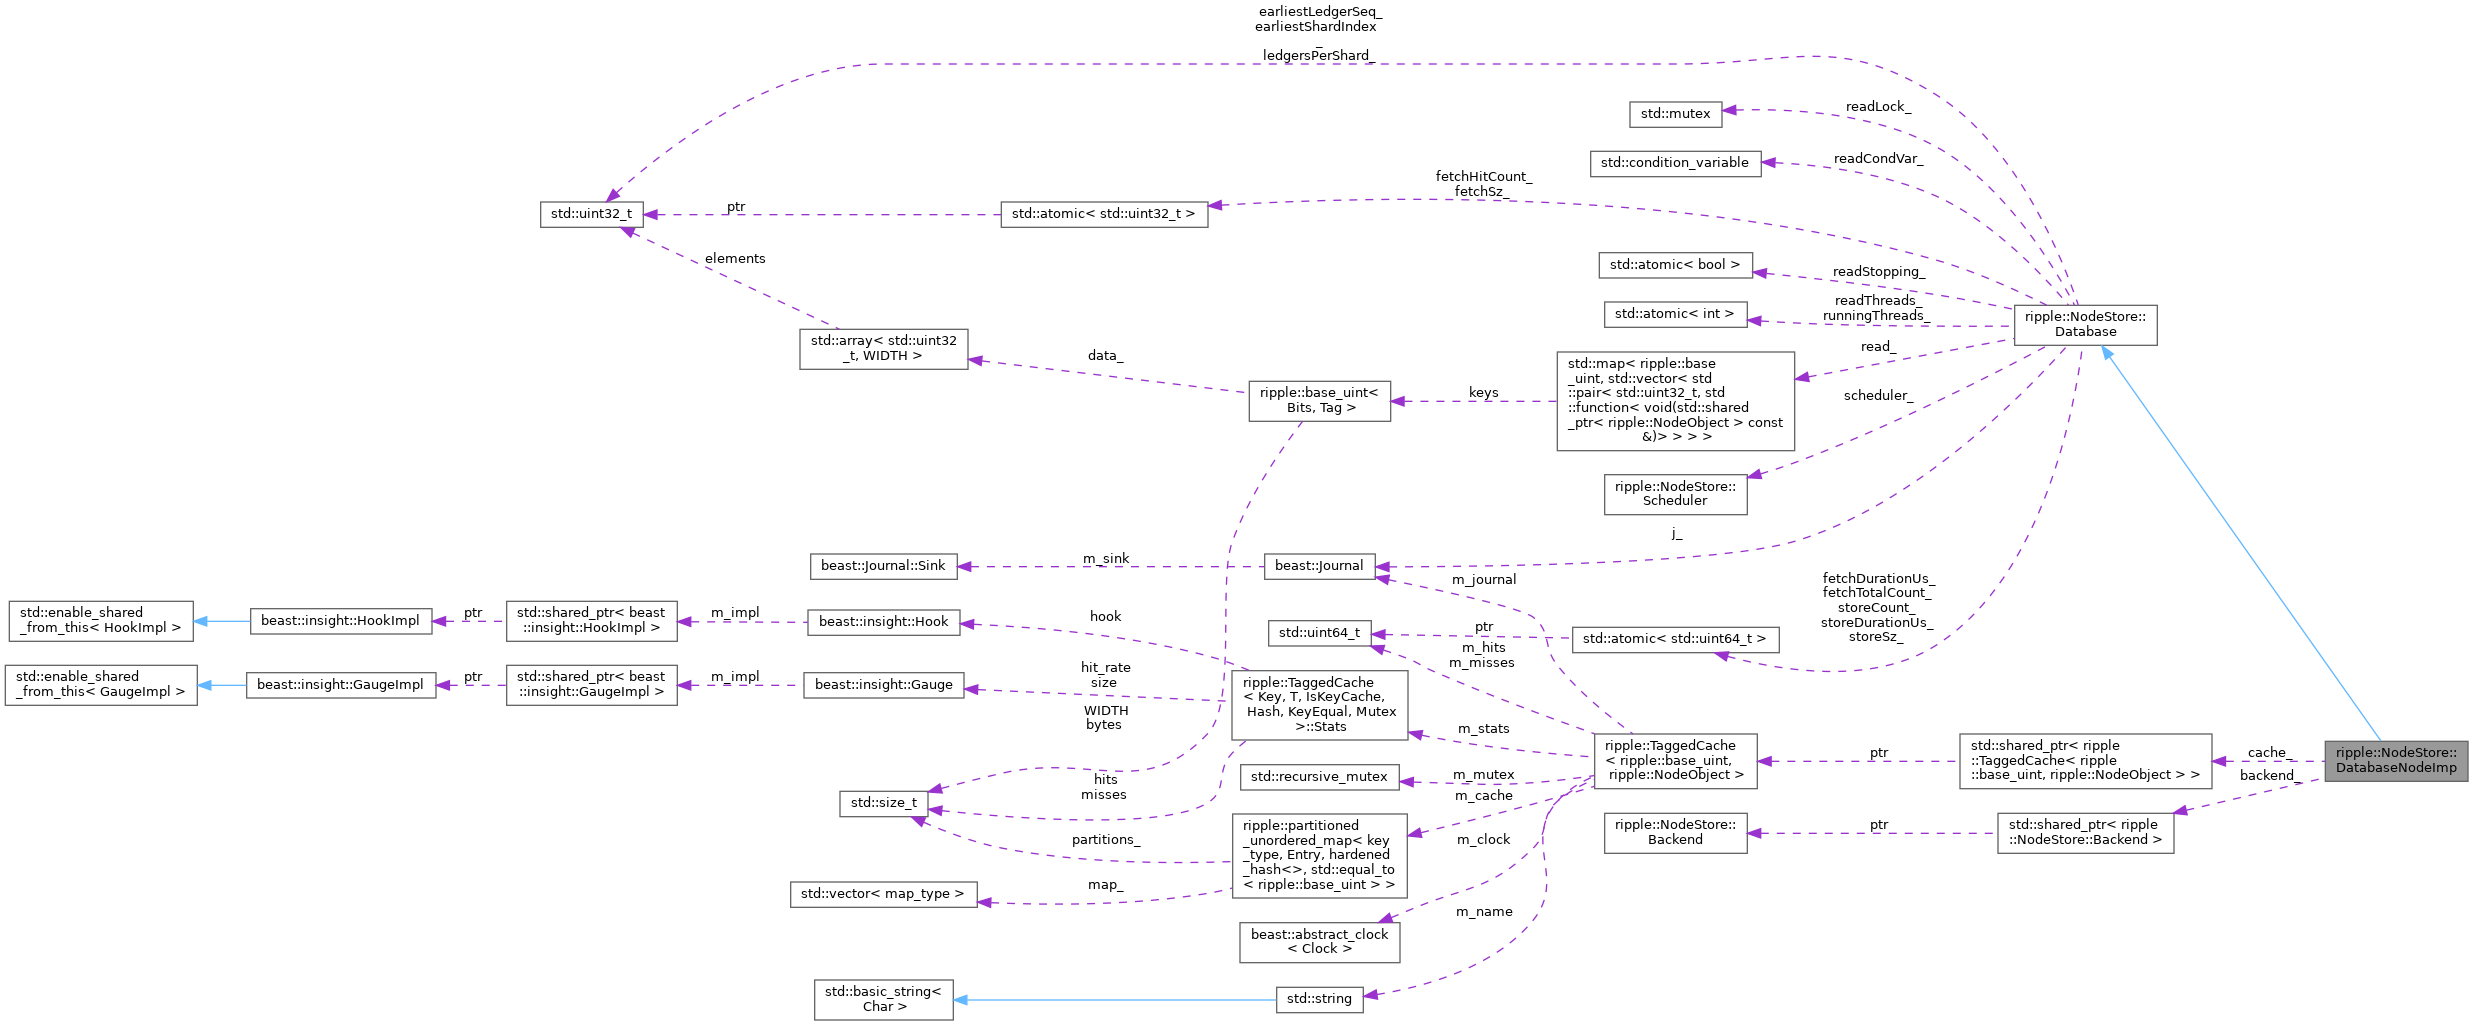 earliestLedgerSeq_
earliestShardIndex
_
ledgersPerShard_
readLock_
std::mutex
readCondVar_
std::condition_variable
fetchHitCount_
fetchSz_
std::uint32_t
ptr
std::atomic< std::uint32_t >
elements
std::atomic< bool >
readStopping_
readThreads_
runningThreads_
std::atomic< int >
ripple::NodeStore::
Database
std::array< std::uint32
_t, WIDTH >
data_
read_
std::map< ripple::base
_uint, std::vector< std
::pair< std::uint32_t, std
::function< void(std::shared
_ptr< ripple::NodeObject > const
&)> > > >
keys
ripple::base_uint<
Bits, Tag >
scheduler_
ripple::NodeStore::
Scheduler
j_
beast::Journal::Sink
m_sink
beast::Journal
m_journal
fetchDurationUs_
fetchTotalCount_
storeCount_
storeDurationUs_
storeSz_
std::enable_shared
_from_this< HookImpl >
beast::insight::HookImpl
ptr
std::shared_ptr< beast
::insight::HookImpl >
m_impl
beast::insight::Hook
hook
std::uint64_t
ptr
std::atomic< std::uint64_t >
m_hits
m_misses
std::enable_shared
_from_this< GaugeImpl >
beast::insight::GaugeImpl
ptr
std::shared_ptr< beast
::insight::GaugeImpl >
m_impl
beast::insight::Gauge
hit_rate
size
WIDTH
bytes
ripple::TaggedCache
< Key, T, IsKeyCache,
Hash, KeyEqual, Mutex
>::Stats
m_stats
ripple::TaggedCache
< ripple::base_uint,
ripple::NodeObject >
ptr
std::shared_ptr< ripple
::TaggedCache< ripple
::base_uint, ripple::NodeObject > >
cache_
backend_
ripple::NodeStore::
DatabaseNodeImp
std::recursive_mutex
m_mutex
hits
misses
std::size_t
m_cache
partitions_
ripple::partitioned
_unordered_map< key
_type, Entry, hardened
_hash<>, std::equal_to
< ripple::base_uint > >
m_clock
ripple::NodeStore::
Backend
ptr
std::shared_ptr< ripple
::NodeStore::Backend >
std::vector< map_type >
map_
m_name
beast::abstract_clock
< Clock >
std::basic_string<
Char >
std::string